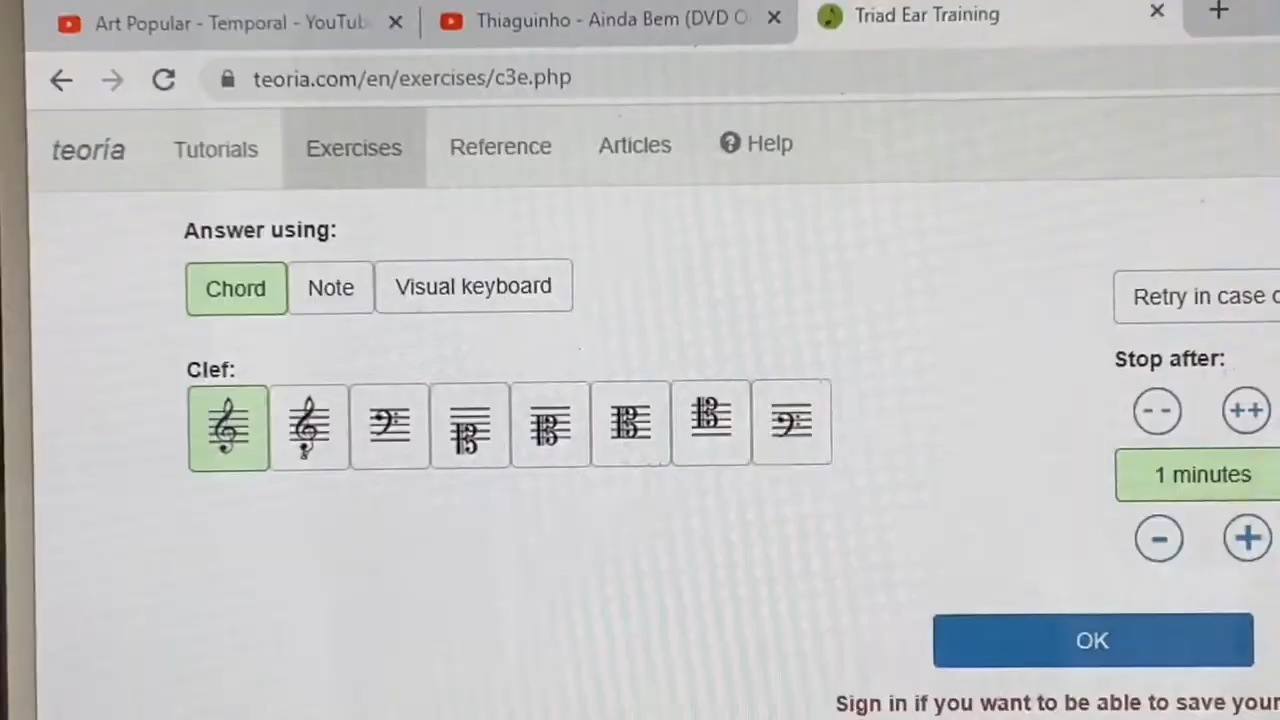 Art Popular - Temporal - YouTub
Thiaguinho - Ainda Bem (DVD O
Triad Ear Training
teoria.com/en/exercises/c3e.php
teoría
Tutorials
Exercises
Reference
Articles
Help
Answer using:
Chord
Note
Visual keyboard
Retry in case
Clef:
Stop after:
1 minutes
OK
Sign in if you want to be able to save your